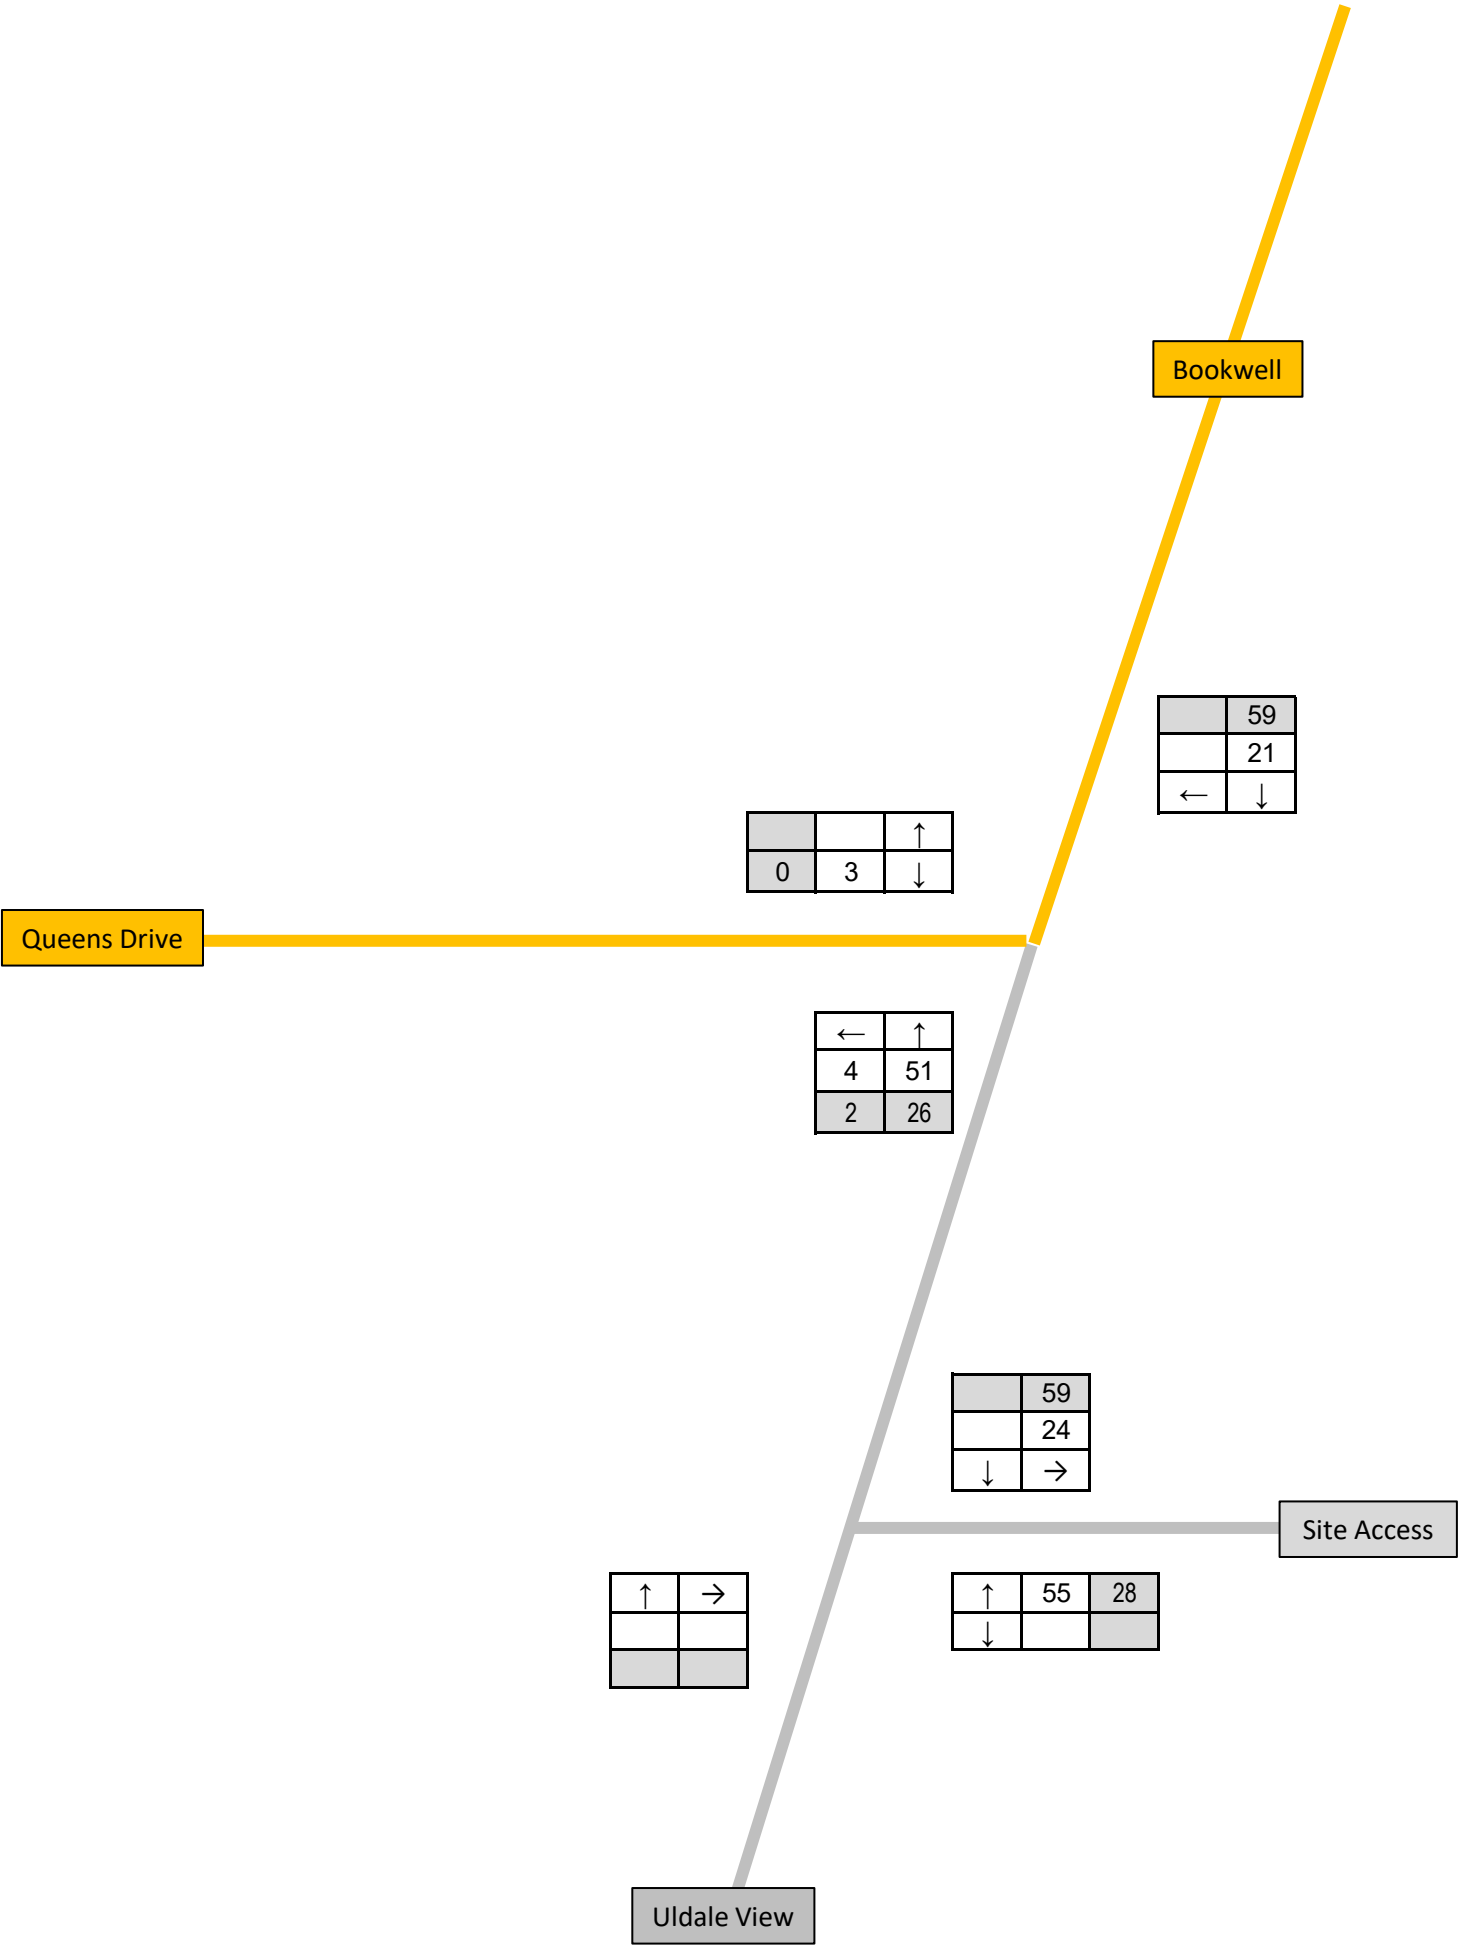 Bookwell
59
21
← ↓
↑
0 3 ↓
Queens Drive
← ↑
4 51
2 26
59
24
↓ →
Site Access
↑ →
↑ 55 28
↓
Uldale View